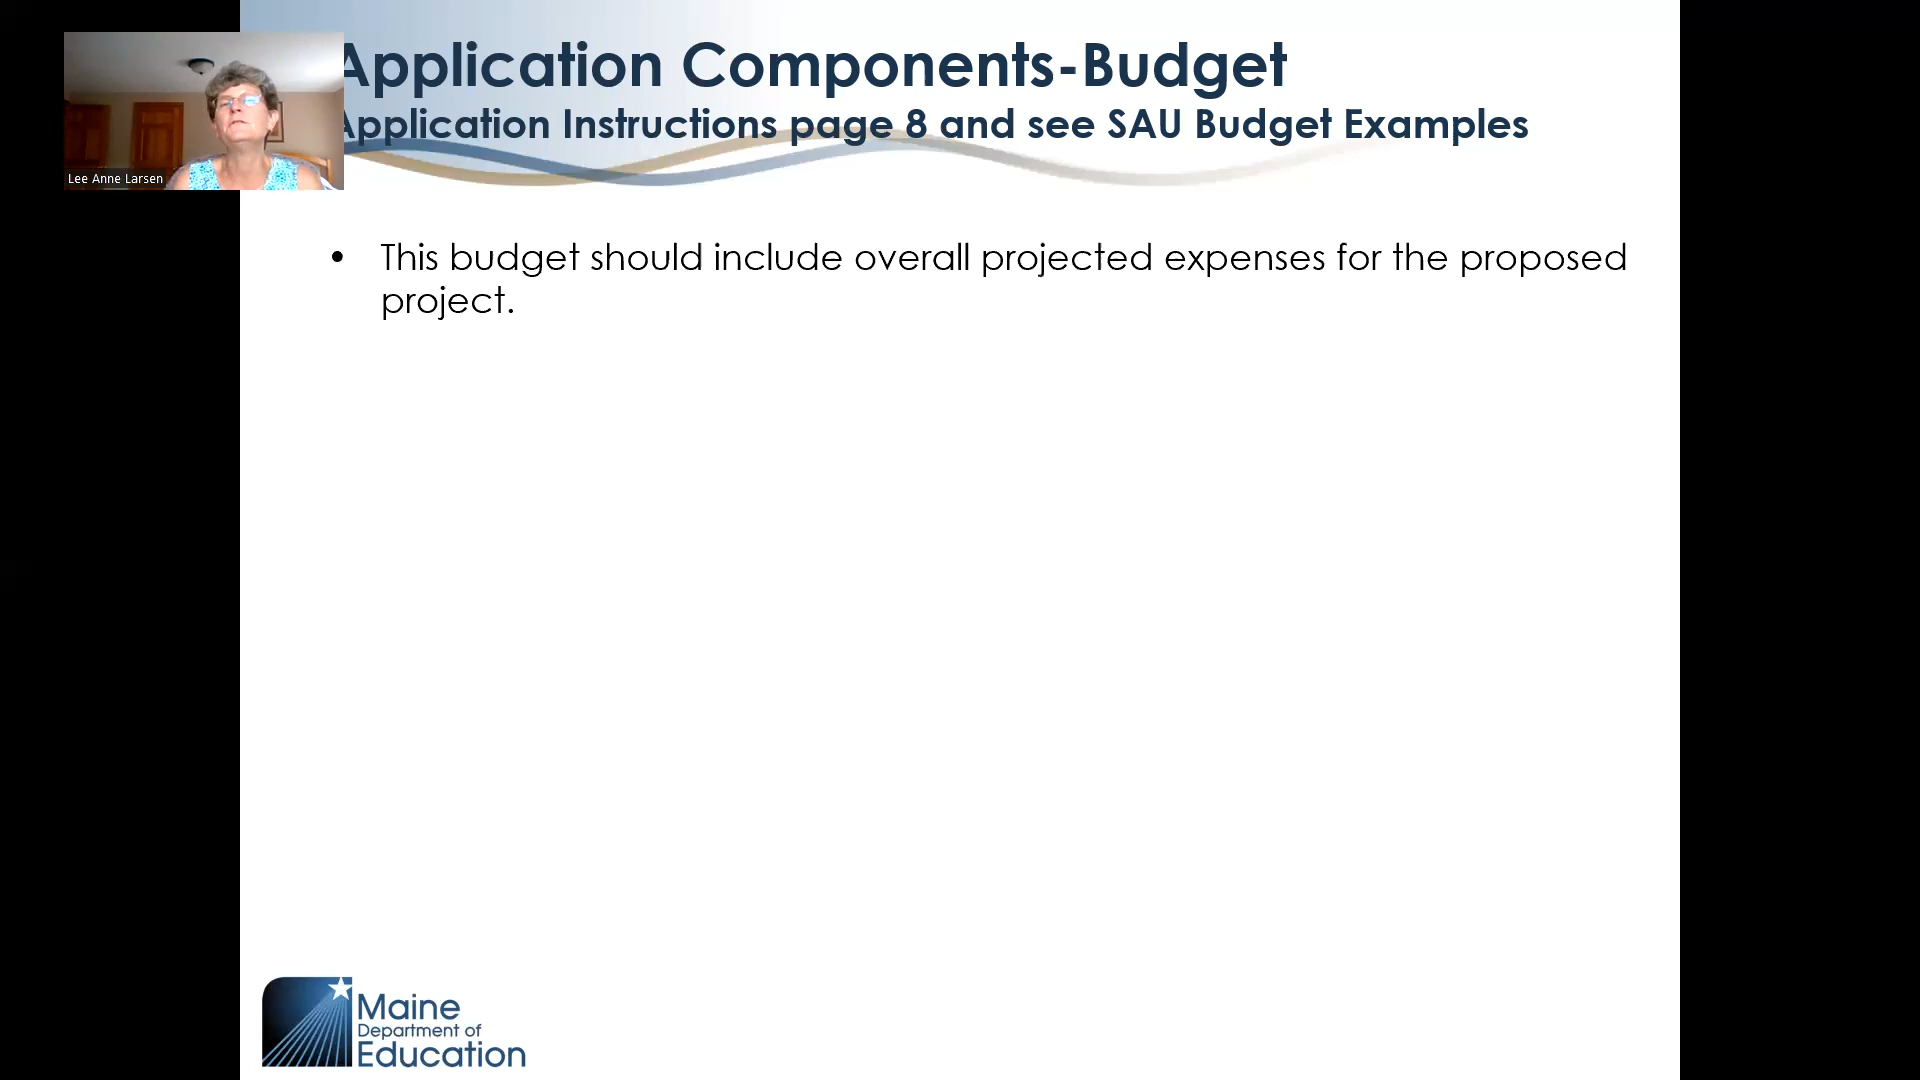 Application Components-Budget
Application Instructions page 8 and see SAU Budget Examples
Lee Anne Larsen
• This budget should include overall projected expenses for the proposed
project.
Maine
Department of
Education